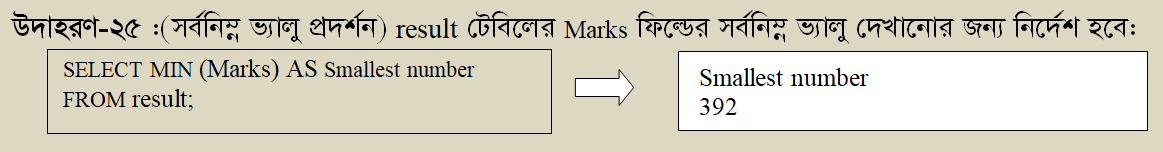 উদাহরণ-২৫ :(সর্বনিম্ন ভ্যালু প্রদর্শন) result টেবিলের Marks ফিল্ডের সর্বনিম্ন ভ্যালু দেখানোর জন্য নির্দেশ হবে:
SELECT MIN (Marks) AS Smallest number
FROM result;
Smallest number
392